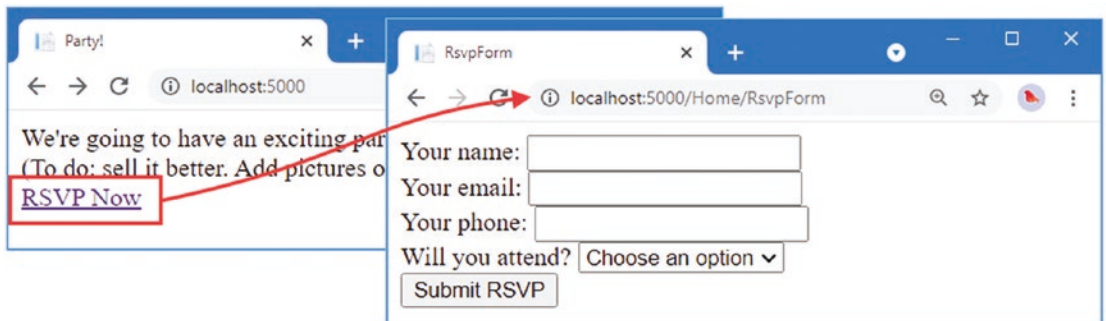 Party!
localhost:5000
We're going to have an exciting par
(To do: sell it better. Add pictures o
RSVP Now
RsvpForm
localhost:5000/Home/RsvpForm
Your name:
Your email:
Your phone:
Will you attend? Choose an option
Submit RSVP